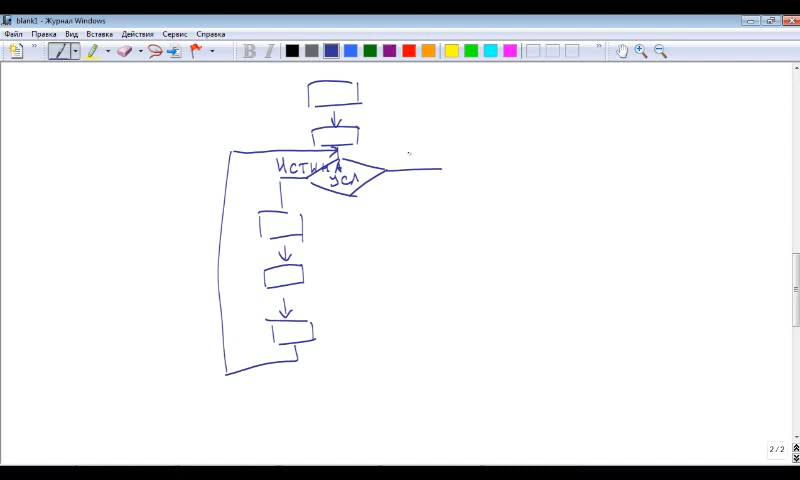 blank1 - Журнал Windows
Файл Правка Вид Вставка Действия Сервис Справка
B I
Истина
усл
2 / 2